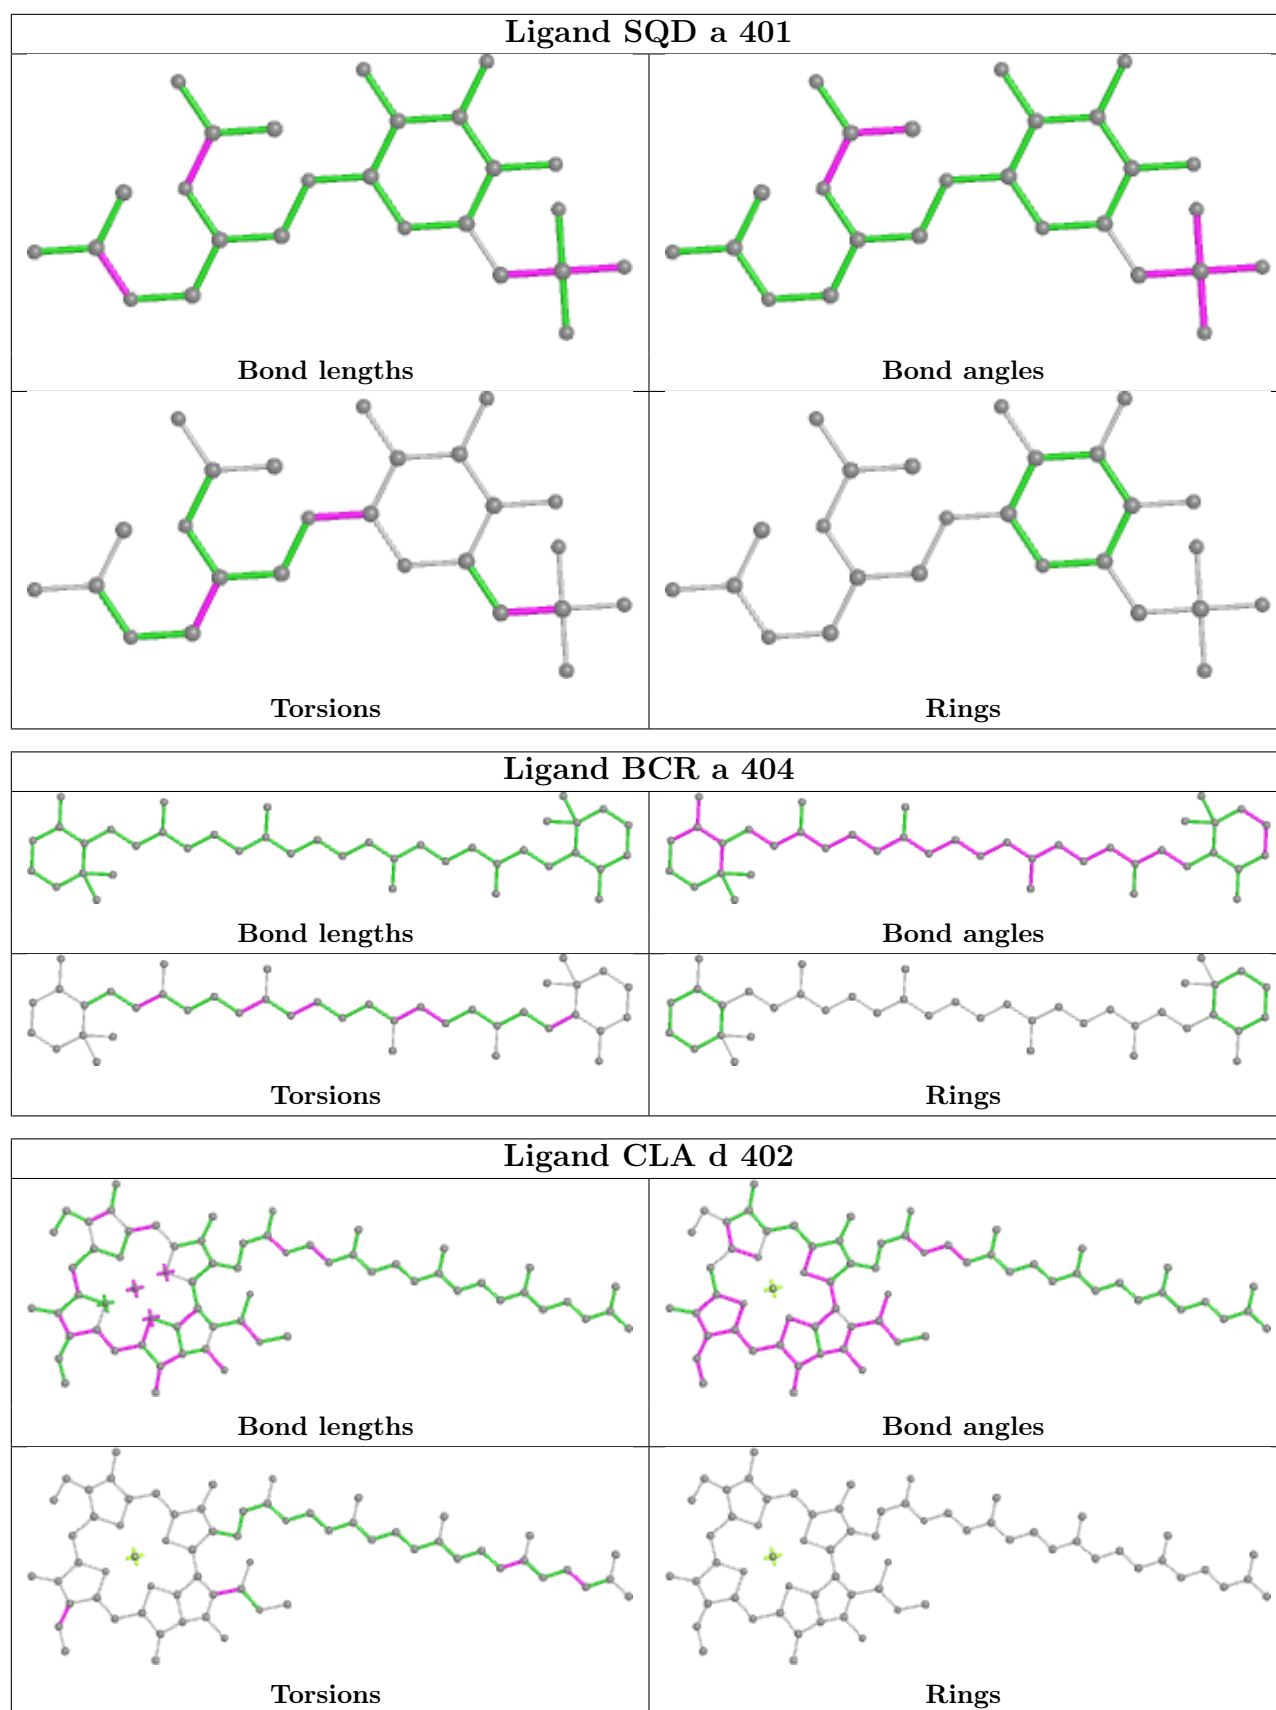 Ligand SQD a 401
Bond lengths
Bond angles
Torsions
Rings
Ligand BCR a 404
Bond lengths
Bond angles
Torsions
Rings
Ligand CLA d 402
Bond lengths
Bond angles
Torsions
Rings